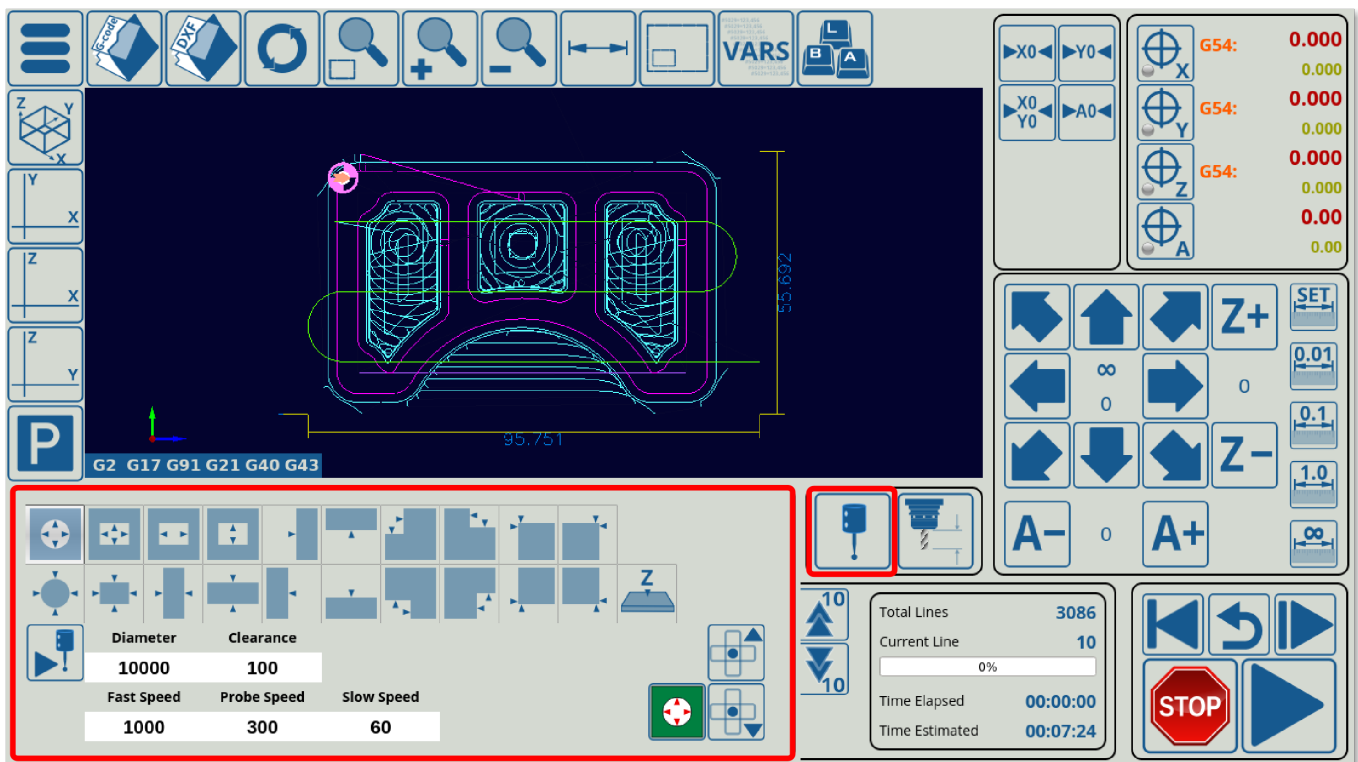 G-code
DXF
VARS
L
B
A
Z
Y
X
Y
X
Z
X
Z
Y
P
95.751
55.692
G2 G17 G91 G21 G40 G43
X0
Y0
X0
Y0
A0
X
G54:
0.000
0.000
Y
G54:
0.000
0.000
Z
G54:
0.000
0.000
A
0.00
0.00
Z+
SET
∞
0
0
0.01
0.1
Z-
1.0
A-
0
A+
∞
Z
Diameter
Clearance
10000
100
Fast Speed
Probe Speed
Slow Speed
1000
300
60
10
10
Total Lines
3086
Current Line
10
0%
Time Elapsed
00:00:00
Time Estimated
00:07:24
STOP